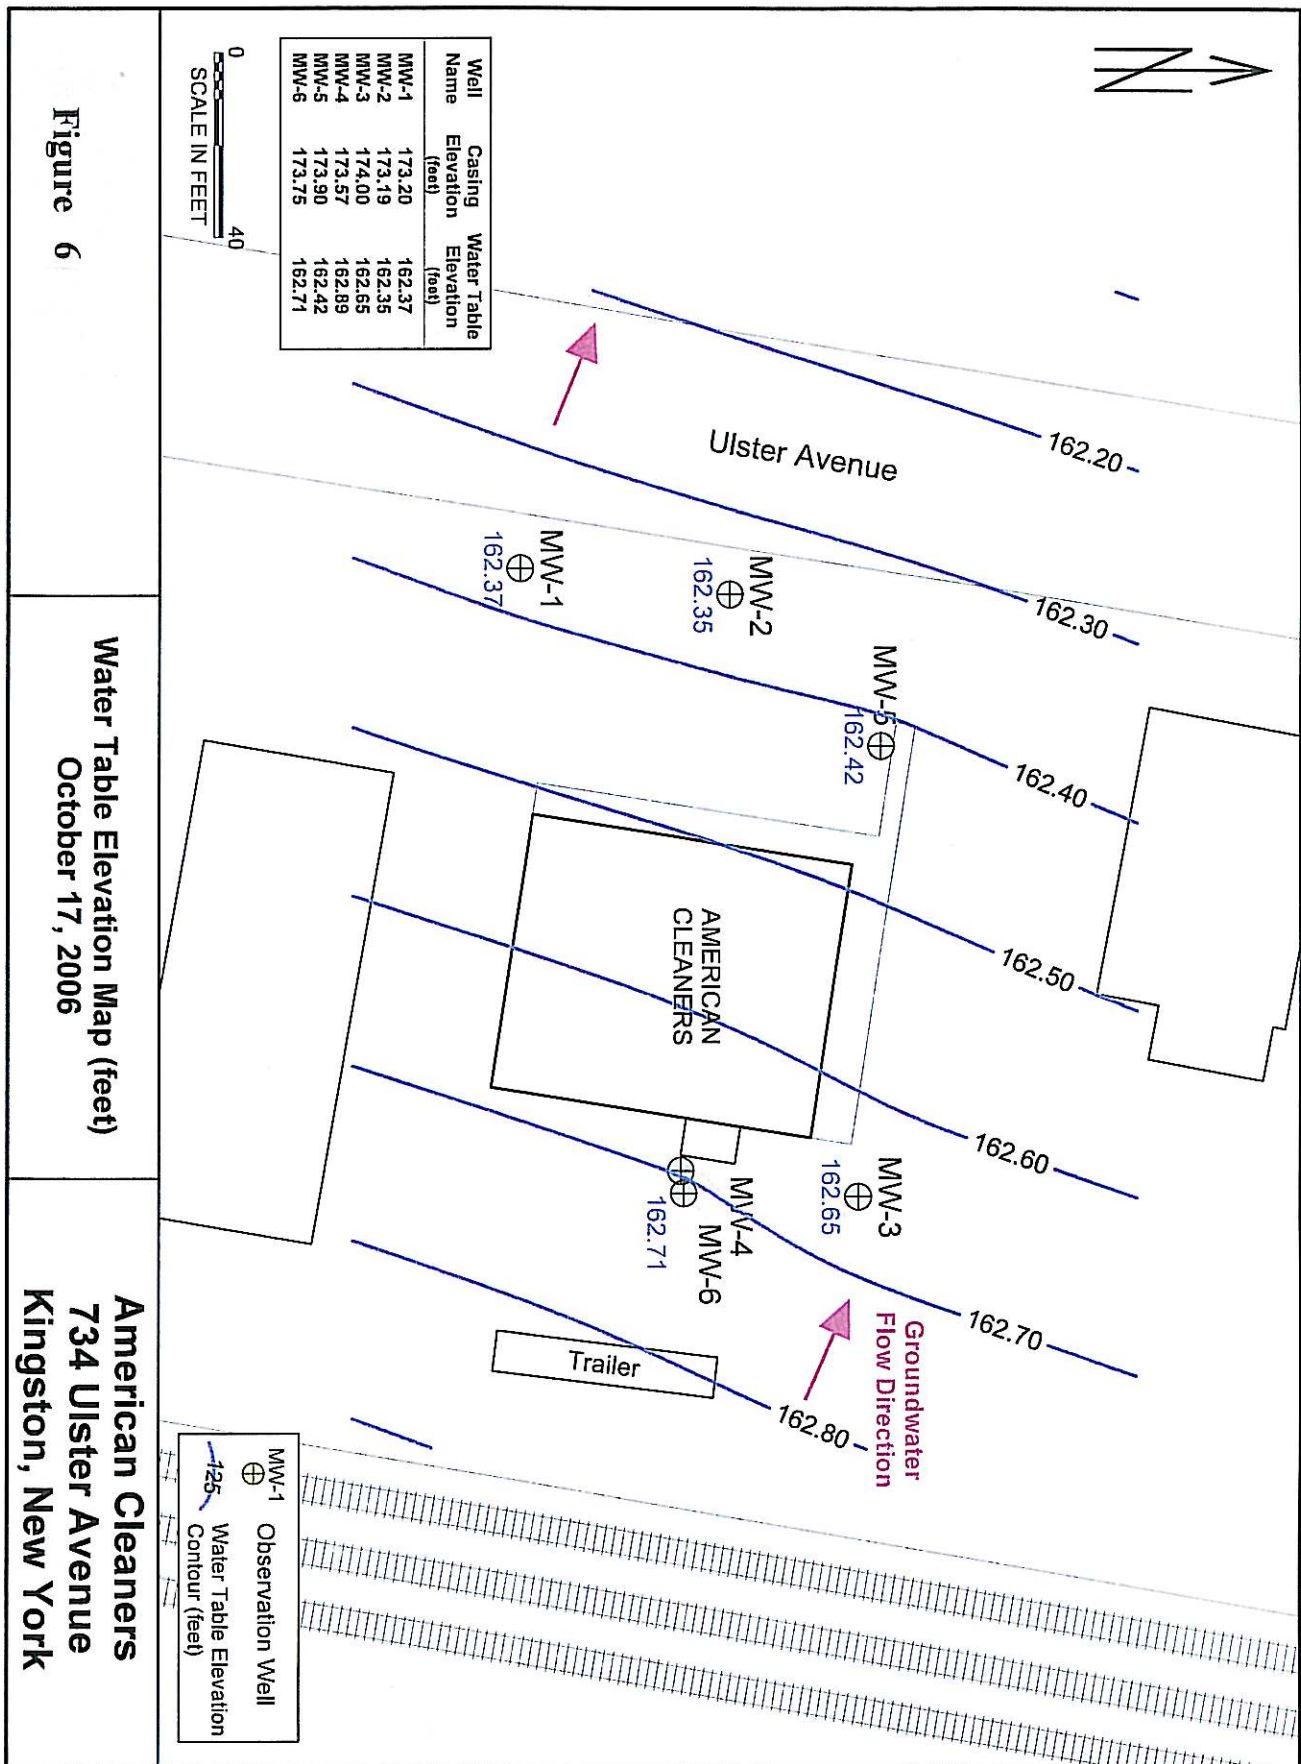 N
Well Casing Water Table
Name Elevation Elevation
(feet) (feet)
MW-1 173.20 162.37
MW-2 173.19 162.35
MW-3 174.00 162.65
MW-4 173.57 162.89
MW-5 173.90 162.42
MW-6 173.75 162.71
0 40
SCALE IN FEET
Ulster Avenue
162.20
162.30
162.40
162.50
162.60
162.70
162.80
MW-1
162.37
MW-2
162.35
MW-5
162.42
AMERICAN
CLEANERS
MW-3
162.65
MW-4
MW-6
162.71
Groundwater
Flow Direction
Trailer
MW-1 Observation Well
125 Water Table Elevation
Contour (feet)
Figure 6
Water Table Elevation Map (feet)
October 17, 2006
American Cleaners
734 Ulster Avenue
Kingston, New York